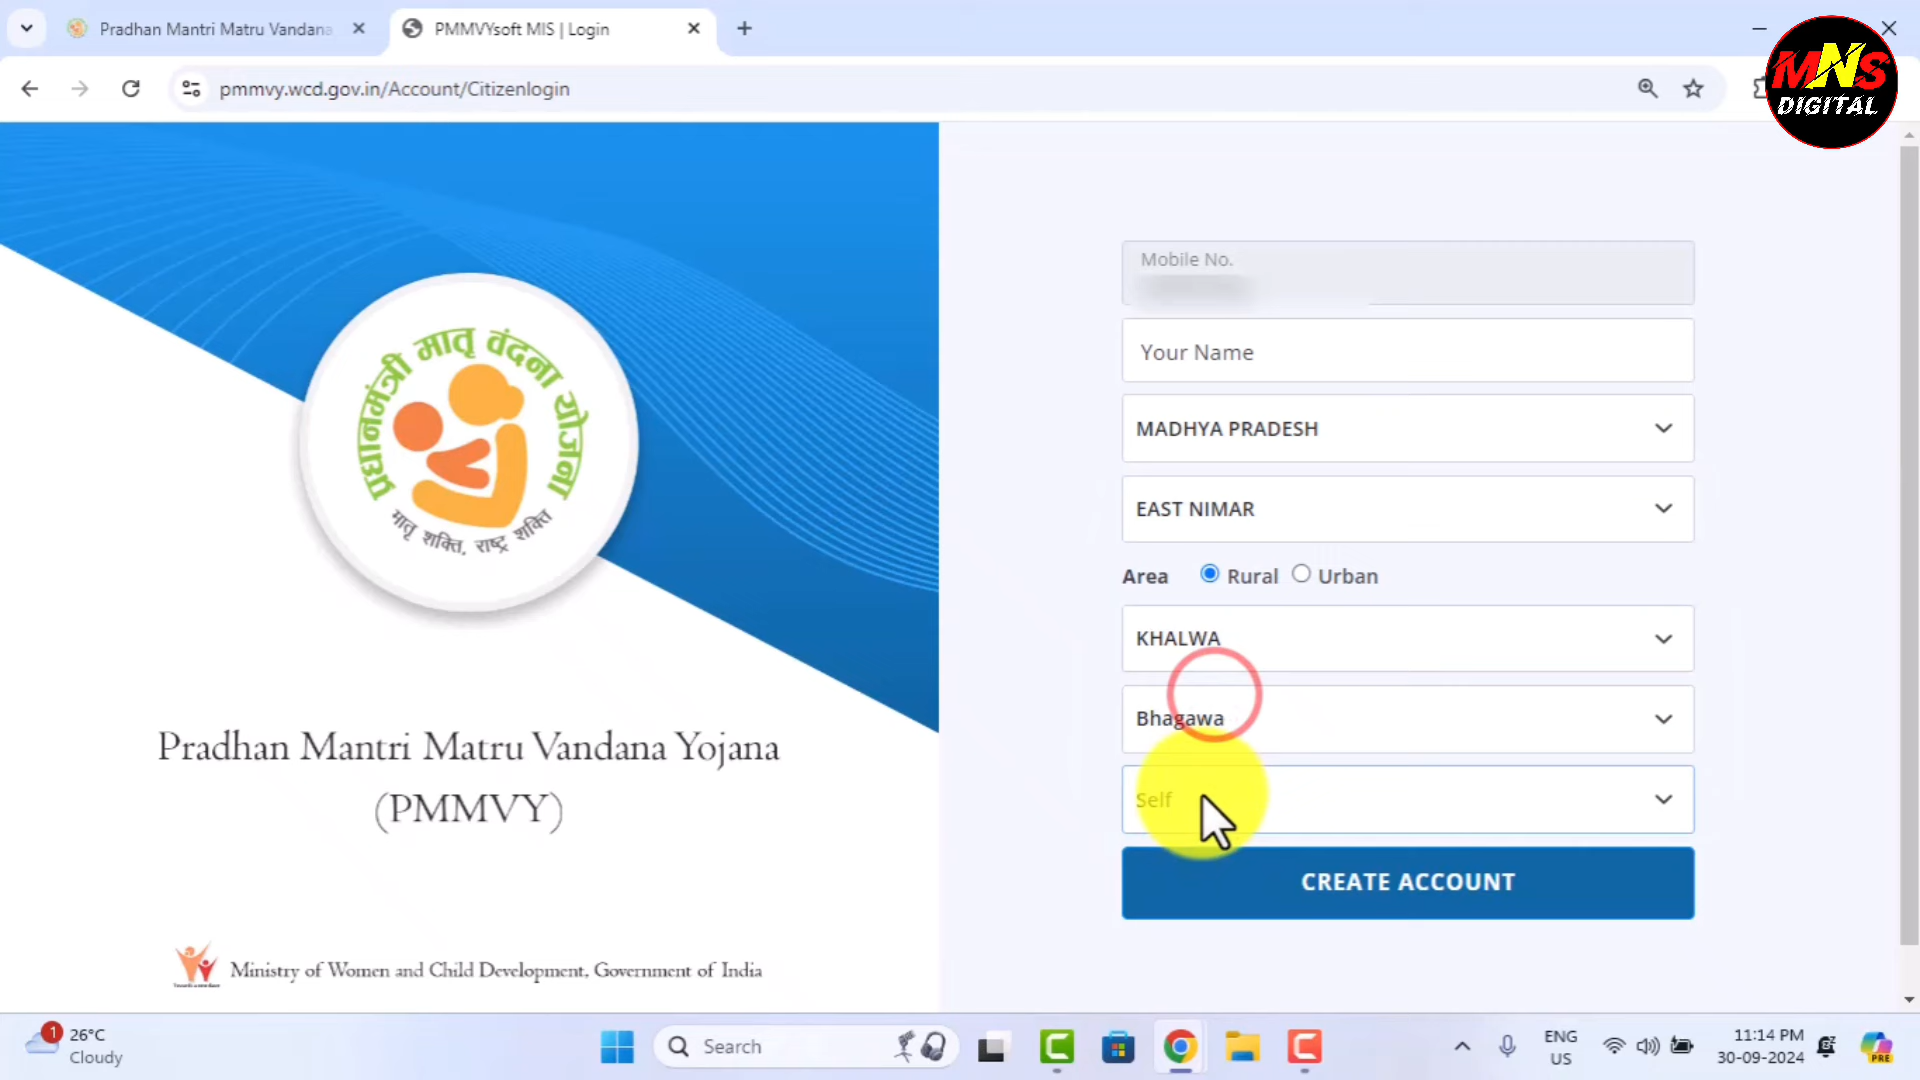 Pradhan Mantri Matru Vandana
PMMVYsoft MIS | Login
pmmvy.wcd.gov.in/Account/Citizenlogin
MNS
DIGITAL
प्रधानमंत्री मातृ वंदना योजना
मातृ शक्ति, राष्ट्र शक्ति
Pradhan Mantri Matru Vandana Yojana
(PMMVY)
Ministry of Women and Child Development, Government of India
Mobile No.
Your Name
MADHYA PRADESH
EAST NIMAR
Area Rural Urban
KHALWA
Bhagawa
Self
CREATE ACCOUNT
1
26°C
Cloudy
Search
ENG
US
11:14 PM
30-09-2024
PRE